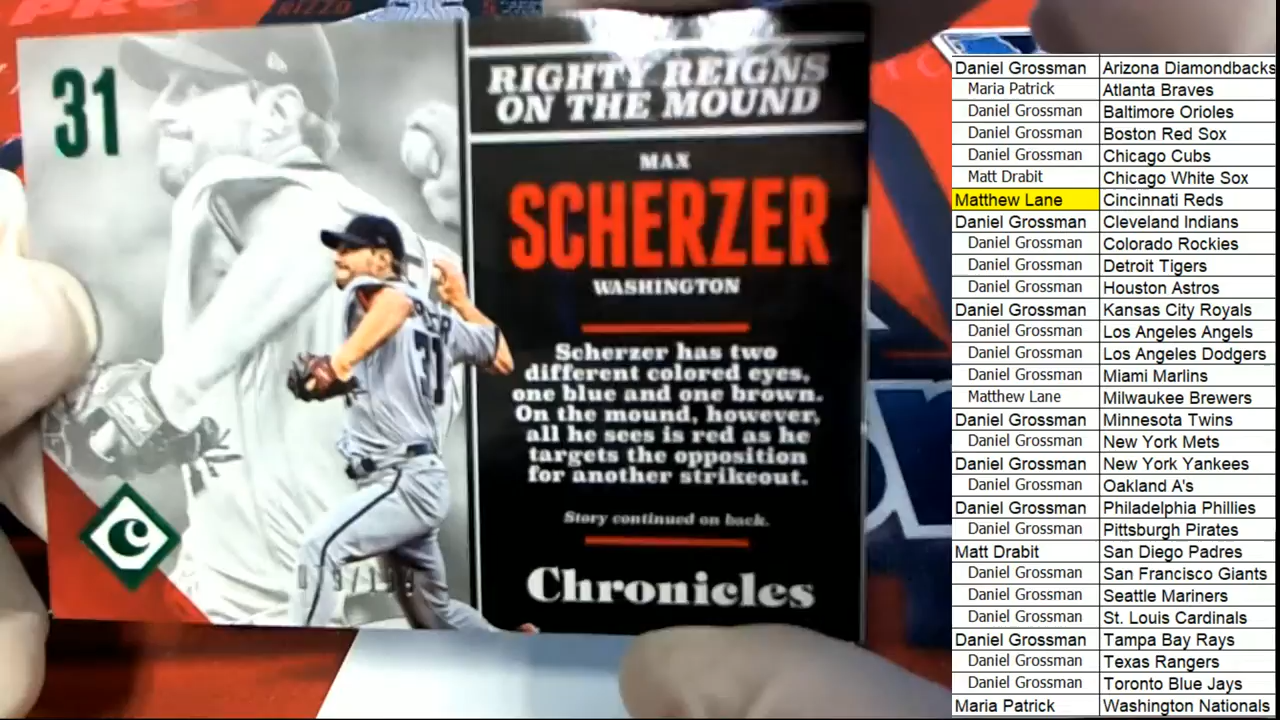 RIZZO
31
RIGHTY REIGNS
ON THE MOUND
MAX
SCHERZER
WASHINGTON
Scherzer has two
different colored eyes,
one blue and one brown.
On the mound, however,
all he sees is red as he
targets the opposition
for another strikeout.
Story continued on back.
Chronicles
31
C
Daniel Grossman Arizona Diamondbacks
Maria Patrick Atlanta Braves
Daniel Grossman Baltimore Orioles
Daniel Grossman Boston Red Sox
Daniel Grossman Chicago Cubs
Matt Drabit Chicago White Sox
Matthew Lane Cincinnati Reds
Daniel Grossman Cleveland Indians
Daniel Grossman Colorado Rockies
Daniel Grossman Detroit Tigers
Daniel Grossman Houston Astros
Daniel Grossman Kansas City Royals
Daniel Grossman Los Angeles Angels
Daniel Grossman Los Angeles Dodgers
Daniel Grossman Miami Marlins
Matthew Lane Milwaukee Brewers
Daniel Grossman Minnesota Twins
Daniel Grossman New York Mets
Daniel Grossman New York Yankees
Daniel Grossman Oakland A's
Daniel Grossman Philadelphia Phillies
Daniel Grossman Pittsburgh Pirates
Matt Drabit San Diego Padres
Daniel Grossman San Francisco Giants
Daniel Grossman Seattle Mariners
Daniel Grossman St. Louis Cardinals
Daniel Grossman Tampa Bay Rays
Daniel Grossman Texas Rangers
Daniel Grossman Toronto Blue Jays
Maria Patrick Washington Nationals